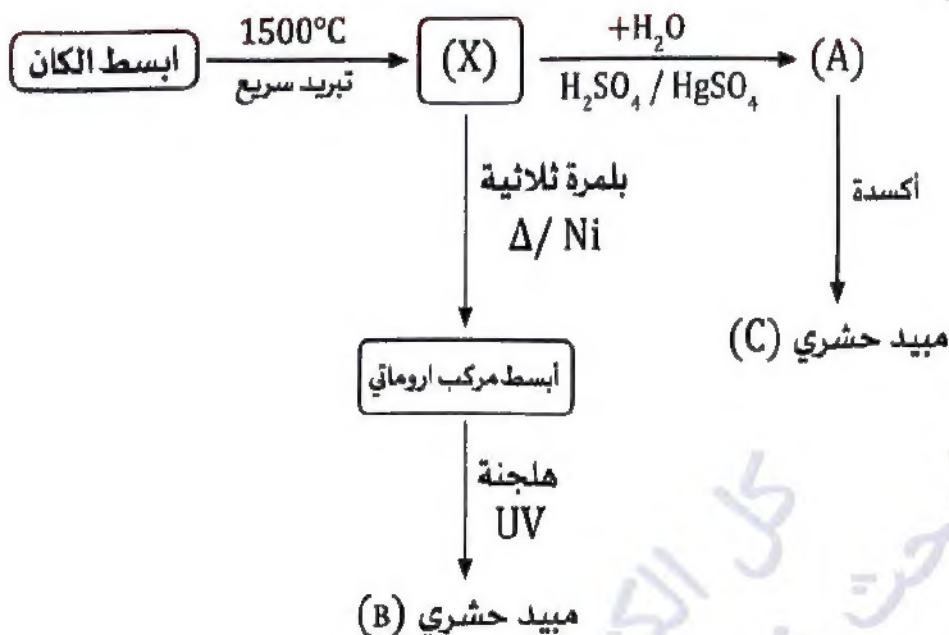 ابسط الكان
1500°C
تبريد سريع
(X)
+H₂O
H₂SO₄ / HgSO₄
(A)
بلمرة ثلاثية
Δ/ Ni
أكسدة
مبيد حشري (C)
أبسط مركب اروماتي
هلجنة
UV
مبيد حشري (B)
كل